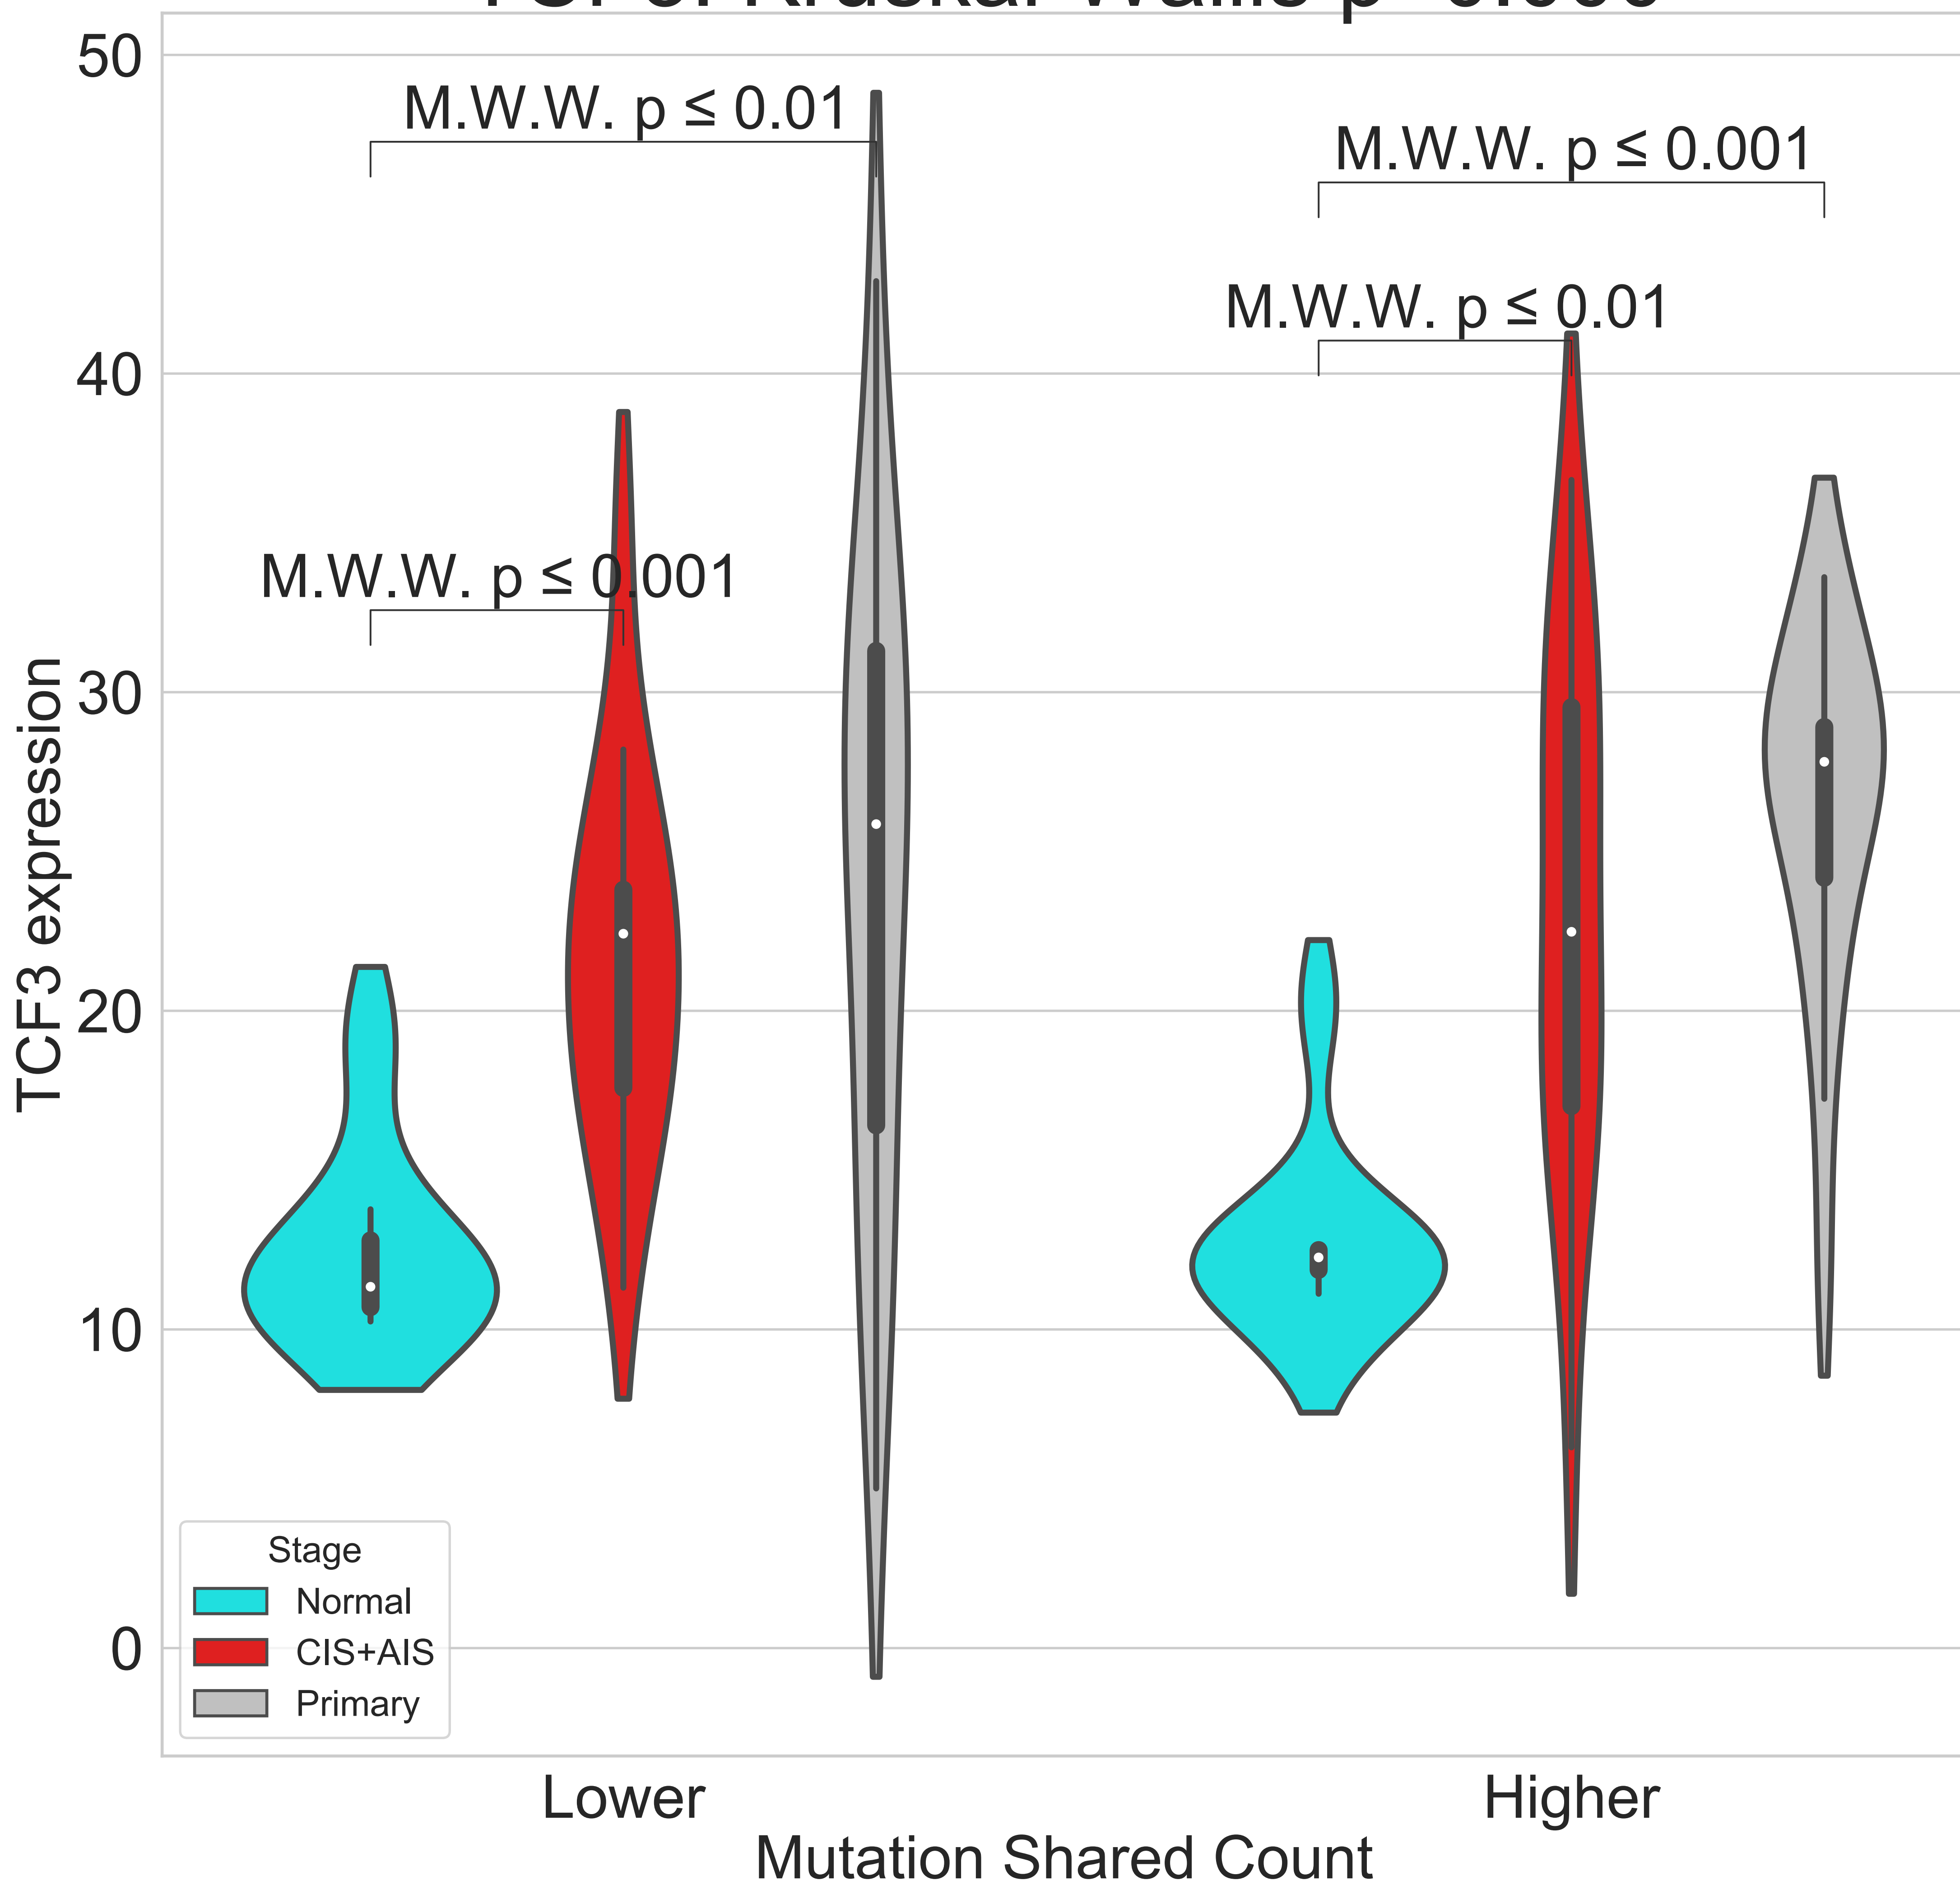 50
M.W.W. p ≤ 0.01
M.W.W. p ≤ 0.001
40
M.W.W. p ≤ 0.01
M.W.W. p ≤ 0.001
30
TCF3 expression
20
10
0
Stage
Normal
CIS+AIS
Primary
Lower
Higher
Mutation Shared Count